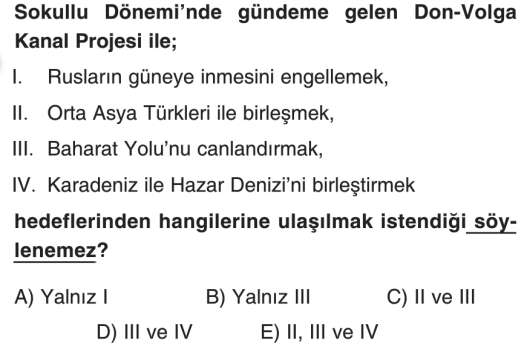 Sokullu Dönemi’nde gündeme gelen Don-Volga
Kanal Projesi ile;
I. Rusların güneye inmesini engellemek,
II. Orta Asya Türkleri ile birleşmek,
III. Baharat Yolu’nu canlandırmak,
IV. Karadeniz ile Hazar Denizi’ni birleştirmek
hedeflerinden hangilerine ulaşılmak istendiği söy-
lenemez?
A) Yalnız I B) Yalnız III C) II ve III
D) III ve IV E) II, III ve IV